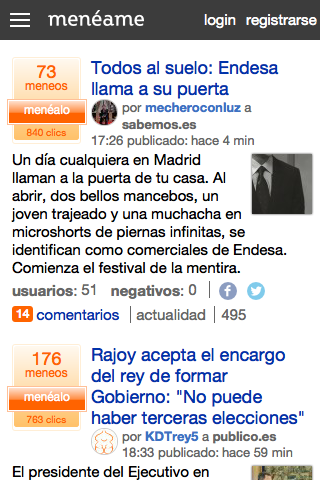 menéame login registrarse
73
meneos
menéalo
840 clics
Todos al suelo: Endesa
llama a su puerta
por mecheroconluz a
sabemos.es
17:26 publicado: hace 4 min
Un día cualquiera en Madrid
llaman a la puerta de tu casa. Al
abrir, dos bellos mancebos, un
joven trajeado y una muchacha en
microshorts de piernas infinitas, se
identifican como comerciales de Endesa.
Comienza el festival de la mentira.
usuarios: 51 negativos: 0
14 comentarios actualidad 495
176
meneos
menéalo
763 clics
Rajoy acepta el encargo
del rey de formar
Gobierno: "No puede
haber terceras elecciones"
por KDTrey5 a publico.es
18:33 publicado: hace 59 min
El presidente del Ejecutivo en